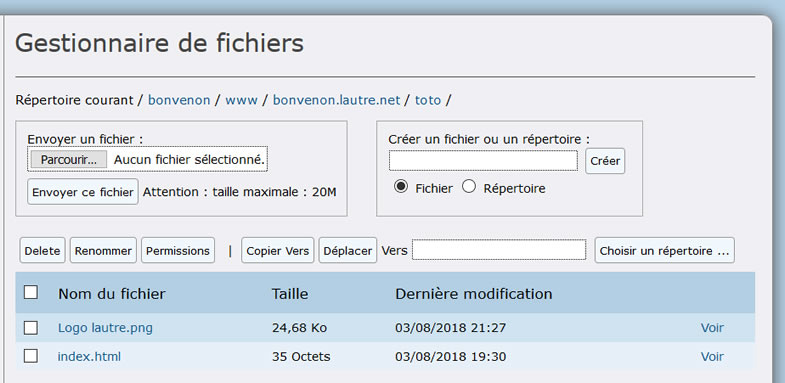 Gestionnaire de fichiers
Répertoire courant / bonvenon / www / bonvenon.lautre.net / toto /
Envoyer un fichier :
Parcourir... Aucun fichier sélectionné.
Envoyer ce fichier Attention : taille maximale : 20M
Créer un fichier ou un répertoire :
Créer
Fichier Répertoire
Delete Renommer Permissions | Copier Vers Déplacer Vers Choisir un répertoire ...
Nom du fichier Taille Dernière modification
Logo lautre.png 24,68 Ko 03/08/2018 21:27 Voir
index.html 35 Octets 03/08/2018 19:30 Voir